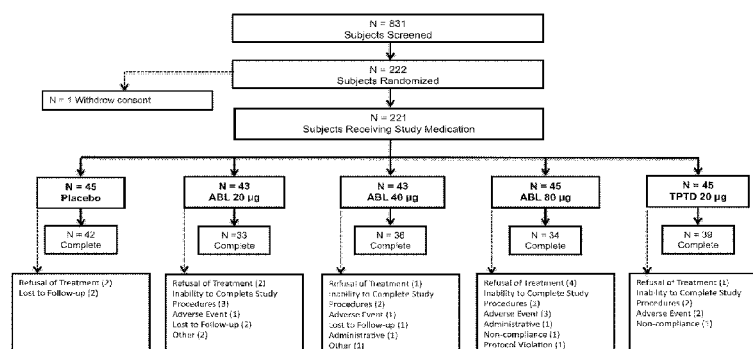 N = 831
Subjects Screened
N = 222
Subjects Randomized
N = 1 Withdrew consent
N = 221
Subjects Receiving Study Medication
N = 45
Placebo
N = 43
ABL 20 µg
N = 43
ABL 40 µg
N = 45
ABL 80 µg
N = 45
TPTD 20 µg
N = 42
Complete
N =33
Complete
N = 36
Complete
N = 34
Complete
N = 39
Complete
Refusal of Treatment (2)
Lost to Follow-up (2)
Refusal of Treatment (2)
Inability to Complete Study
Procedures (3)
Adverse Event (1)
Lost to Follow-up (2)
Other (2)
Refusal of Treatment (1)
Inability to Complete Study
Procedures (2)
Adverse Event (1)
Lost to Follow-up (1)
Administrative (1)
Other (1)
Refusal of Treatment (4)
Inability to Complete Study
Procedures (1)
Adverse Event (3)
Administrative (1)
Non-compliance (1)
Protocol Violation (1)
Refusal of Treatment (1)
Inability to Complete Study
Procedures (2)
Adverse Event (2)
Non-compliance (1)